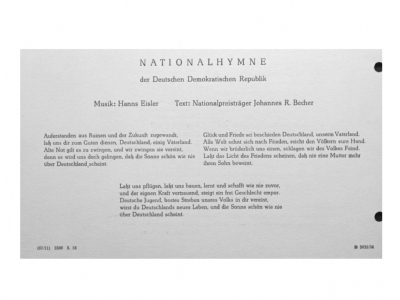 NATIONALHYMNE
der Deutschen Demokratischen Republik
Musik: Hanns Eisler Text: Nationalpreisträger Johannes R. Becher
Auferstanden aus Ruinen und der Zukunft zugewandt,
laß uns dir zum Guten dienen, Deutschland, einig Vaterland.
Alte Not gilt es zu zwingen, und wir zwingen sie vereint,
denn es wird uns doch gelingen, daß die Sonne schön wie nie
über Deutschland scheint.
Glück und Friede sei beschieden Deutschland, unserm Vaterland.
Alle Welt sehnt sich nach Frieden, reicht den Völkern eure Hand.
Wenn wir brüderlich uns einen, schlagen wir des Volkes Feind.
Laßt das Licht des Friedens scheinen, daß nie eine Mutter mehr
ihren Sohn beweint.
Laßt uns pflügen, laßt uns bauen, lernt und schafft wie nie zuvor,
und der eignen Kraft vertrauend, steigt ein frei Geschlecht empor.
Deutsche Jugend, bestes Streben unsres Volks in dir vereint,
wirst du Deutschlands neues Leben, und die Sonne schön wie nie
über Deutschland scheint.